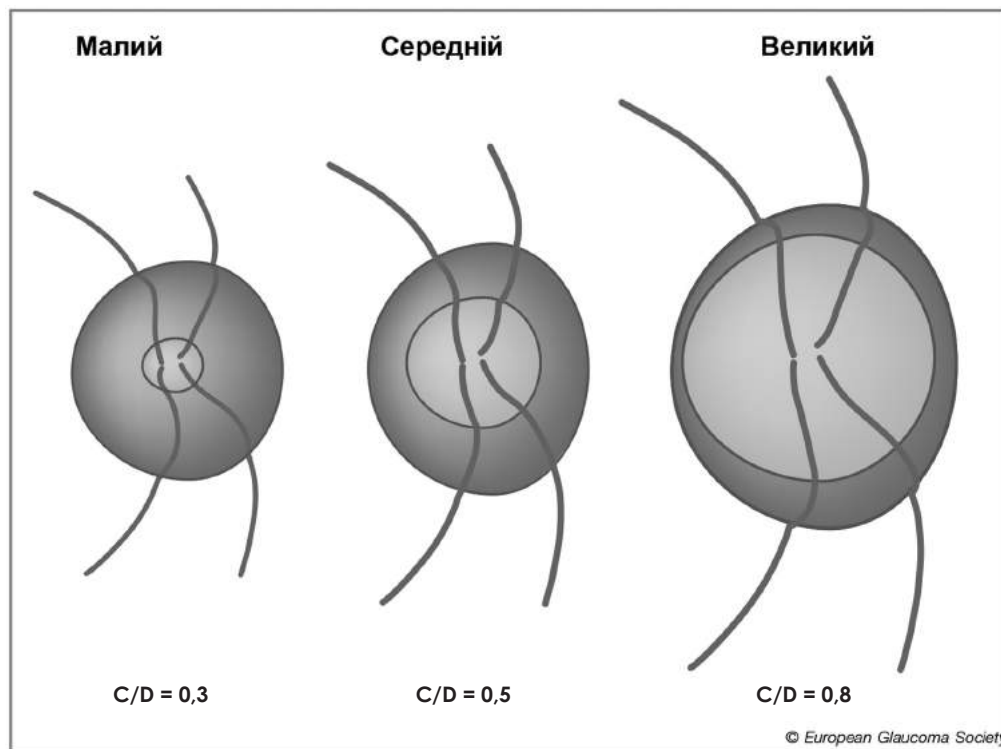 Малий Середній Великий
C/D = 0,3 C/D = 0,5 C/D = 0,8
© European Glaucoma Society